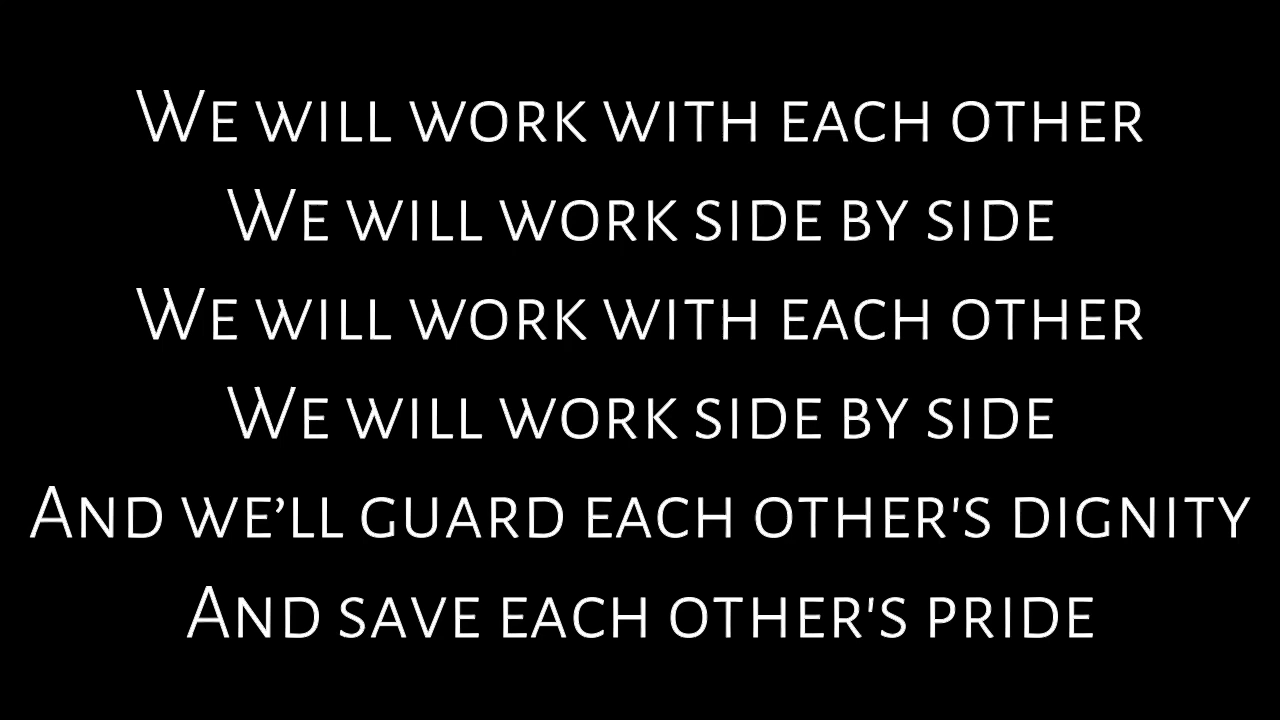 We will work with each other
We will work side by side
We will work with each other
We will work side by side
And we’ll guard each other's dignity
And save each other's pride